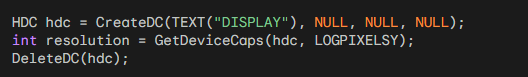 HDC hdc = CreateDC(TEXT("DISPLAY"), NULL, NULL, NULL);
int resolution = GetDeviceCaps(hdc, LOGPIXELSY);
DeleteDC(hdc);